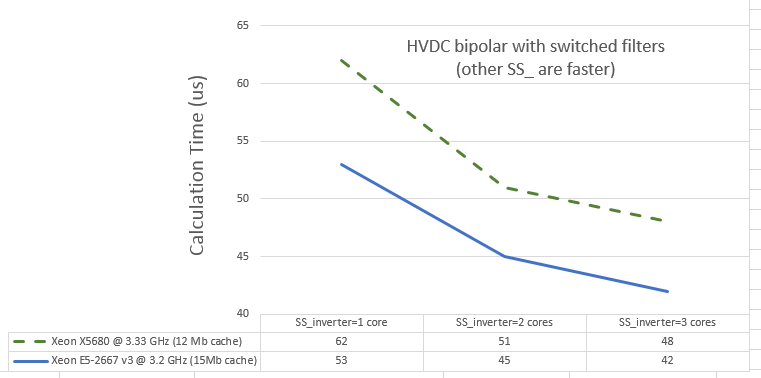 65
HVDC bipolar with switched filters
(other SS_ are faster)
60
55
50
45
40
Calculation Time (us)
SS_inverter=1 core SS_inverter=2 cores SS_inverter=3 cores
Xeon X5680 @ 3.33 GHz (12 Mb cache) 62 51 48
Xeon E5-2667 v3 @ 3.2 GHz (15Mb cache) 53 45 42